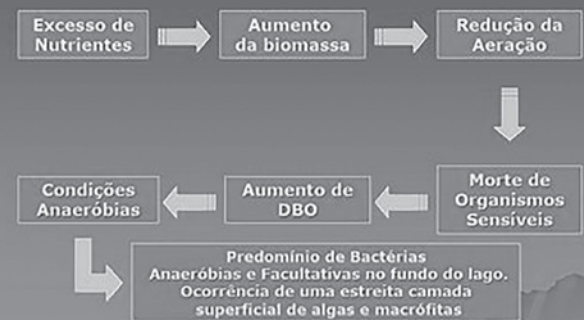 Excesso de
Nutrientes
Aumento
da biomassa
Redução da
Aeração
Morte de
Organismos
Sensíveis
Aumento de
DBO
Condições
Anaeróbias
Predomínio de Bactérias
Anaeróbias e Facultativas no fundo do lago.
Ocorrência de uma estreita camada
superficial de algas e macrófitas